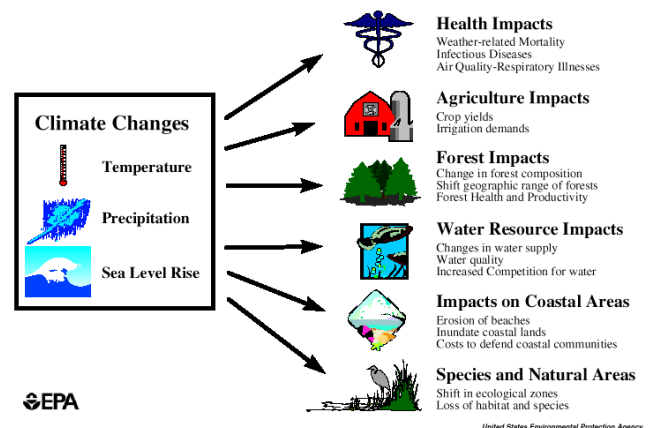 Climate Changes
Temperature
Precipitation
Sea Level Rise
Health Impacts
Weather-related Mortality
Infectious Diseases
Air Quality-Respiratory Illnesses
Agriculture Impacts
Crop yields
Irrigation demands
Forest Impacts
Change in forest composition
Shift geographic range of forests
Forest Health and Productivity
Water Resource Impacts
Changes in water supply
Water quality
Increased Competition for water
Impacts on Coastal Areas
Erosion of beaches
Inundate coastal lands
Costs to defend coastal communities
Species and Natural Areas
Shift in ecological zones
Loss of habitat and species
EPA
United States Environmental Protection Agency